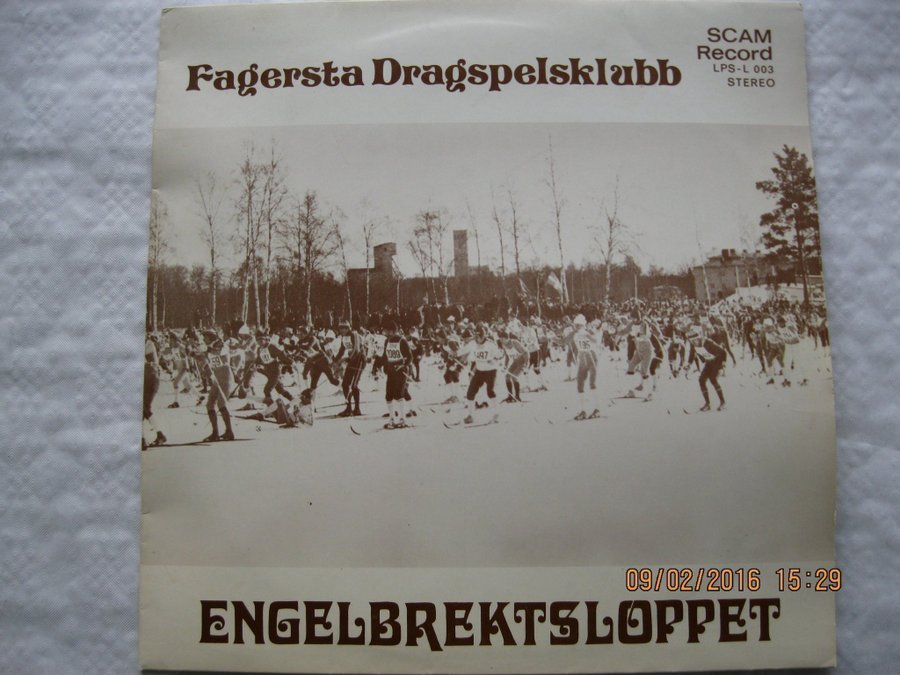 Fagersta Dragspelsklubb
SCAM
Record
LPS-L 003
STEREO
ENGELBREKTSLOPPET
09/02/2016 15:29